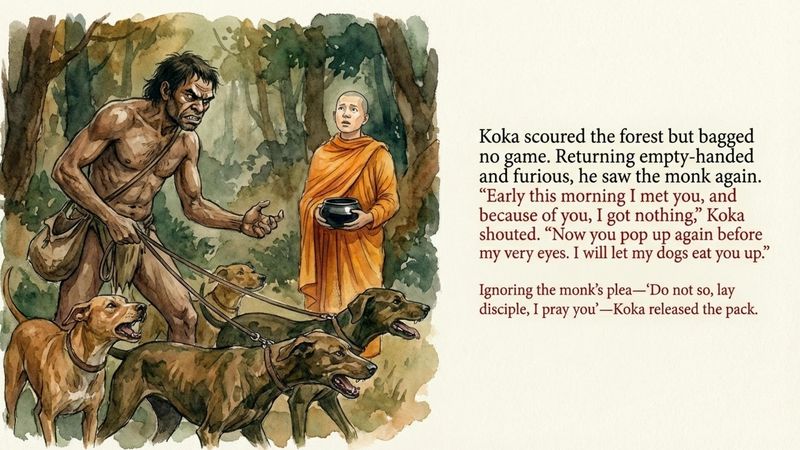 Koka scoured the forest but bagged
no game. Returning empty-handed
and furious, he saw the monk again.
“Early this morning I met you, and
because of you, I got nothing,” Koka
shouted. “Now you pop up again before
my very eyes. I will let my dogs eat you up.”
Ignoring the monk’s plea—‘Do not so, lay
disciple, I pray you’—Koka released the pack.